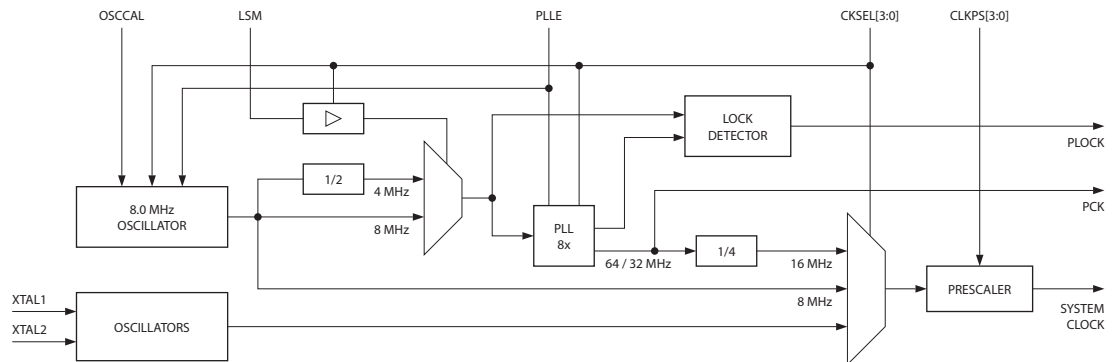 OSCCAL
LSM
PLLE
CKSEL[3:0]
CLKPS[3:0]
LOCK
DETECTOR
PLOCK
1/2
4 MHz
8.0 MHz
OSCILLATOR
8 MHz
PLL
8x
PCK
64 / 32 MHz
1/4
16 MHz
8 MHz
PRESCALER
SYSTEM
CLOCK
XTAL1
XTAL2
OSCILLATORS